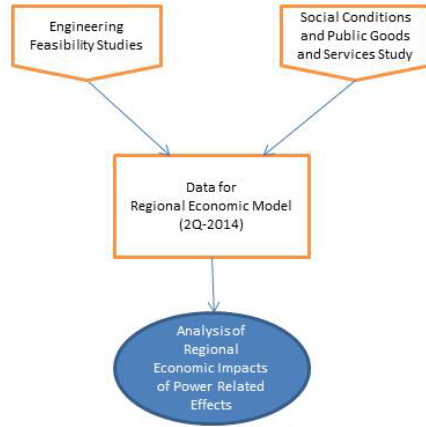 Engineering
Feasibility Studies
Social Conditions
and Public Goods
and Services Study
Data for
Regional Economic Model
(2Q-2014)
Analysis of
Regional
Economic Impacts
of Power Related
Effects